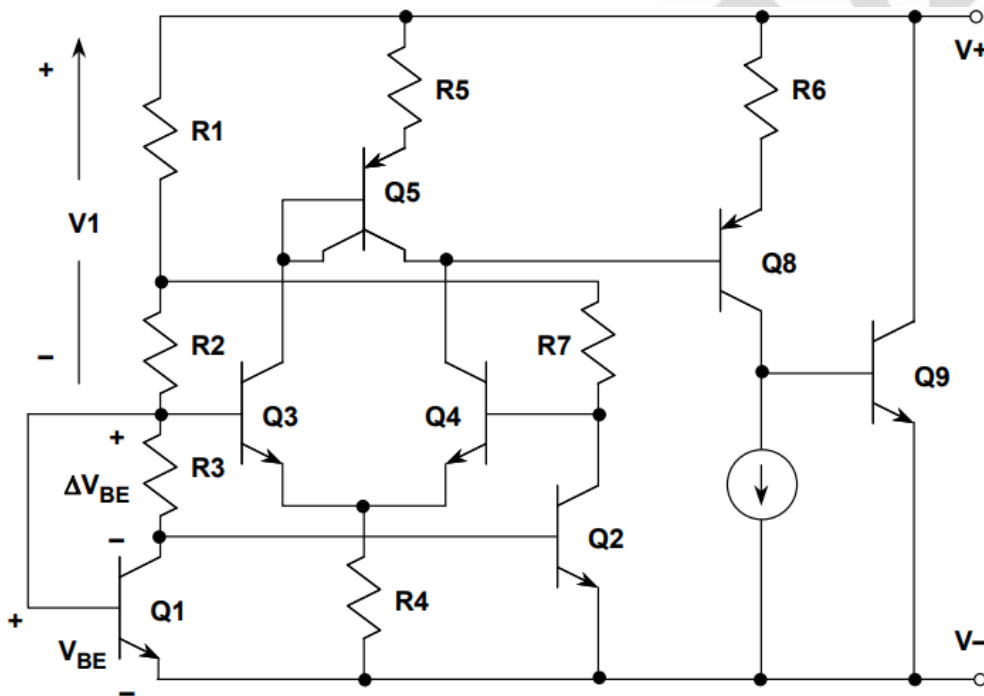 V+
+
R5
R6
R1
Q5
V1
Q8
R2
R7
–
Q9
Q3
Q4
+
R3
ΔVBE
–
Q2
Q1
R4
+
VBE
–
V–